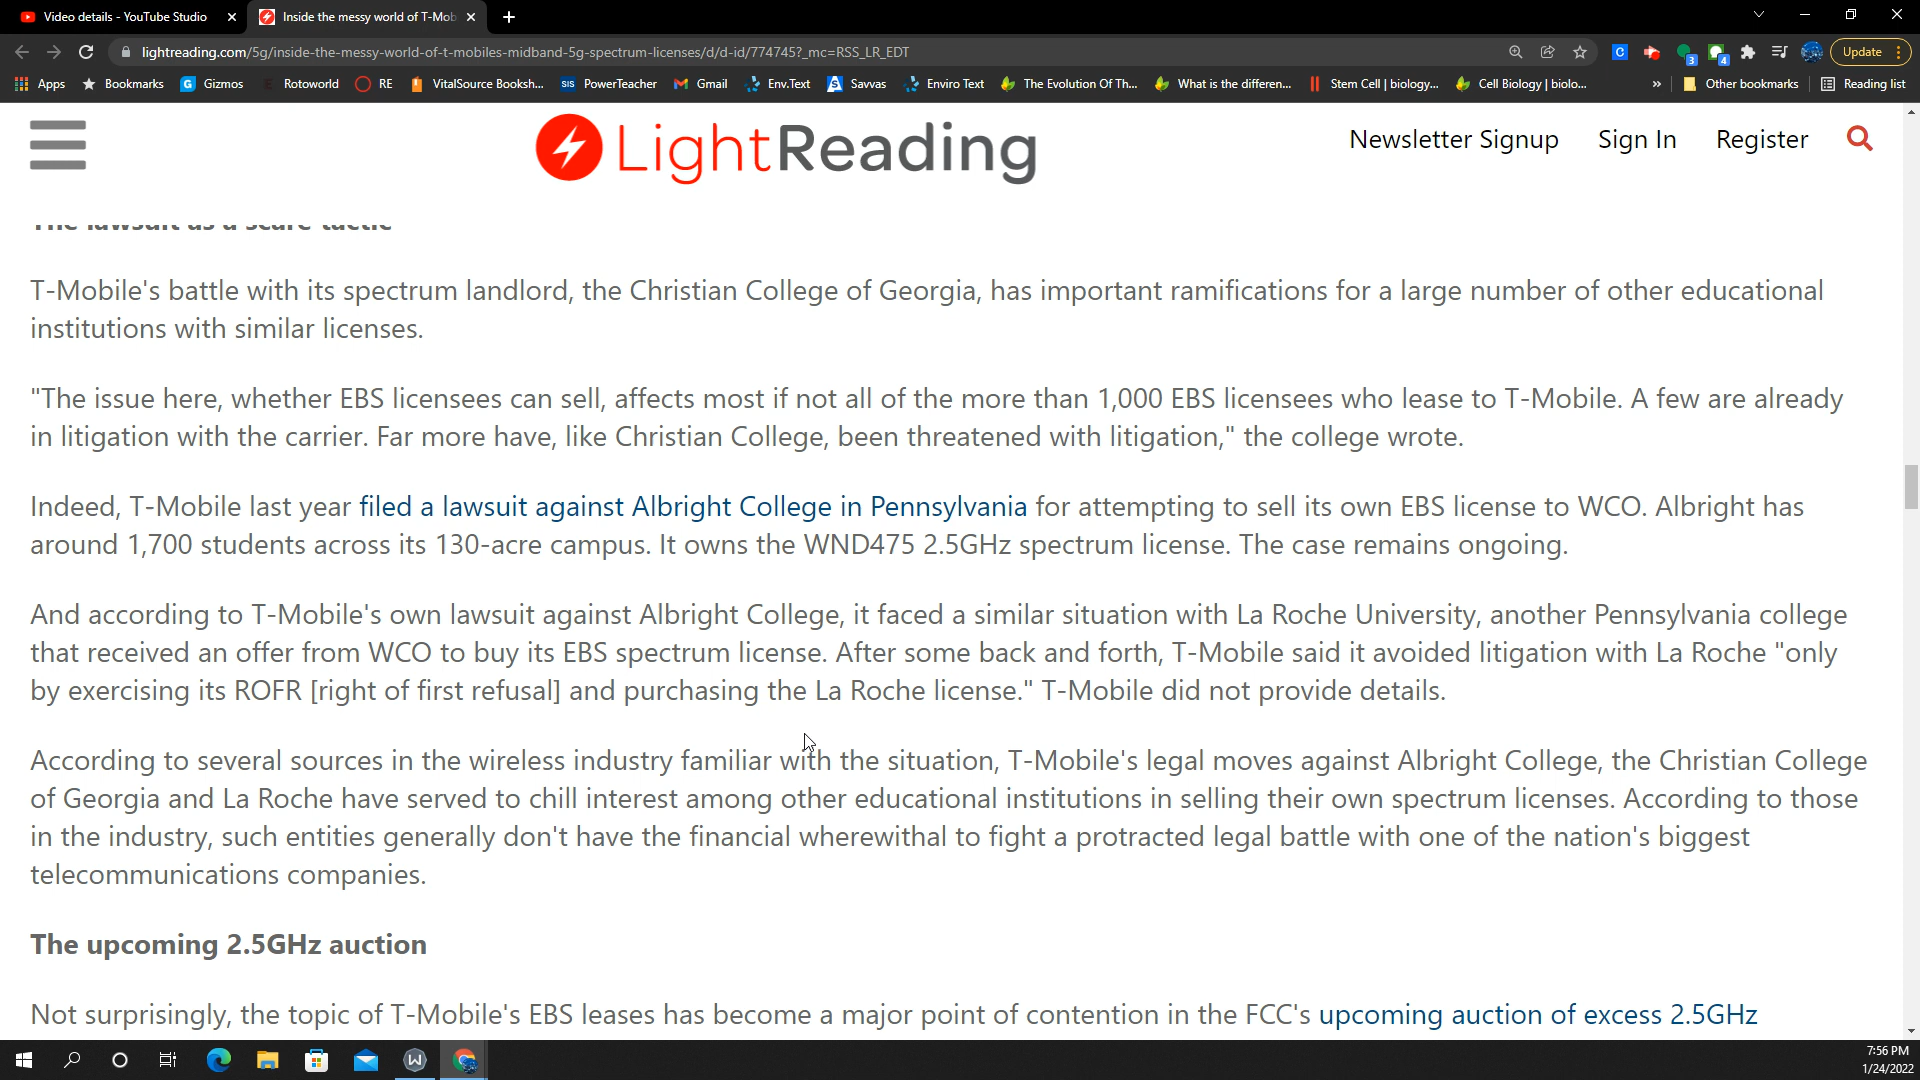 Video details - YouTube Studio
Inside the messy world of T-Mob
lightreading.com/5g/inside-the-messy-world-of-t-mobiles-midband-5g-spectrum-licenses/d/d-id/774745?_mc=RSS_LR_EDT
3
4
Update
Apps
Bookmarks
Gizmos
Rotoworld
RE
VitalSource Booksh...
SIS PowerTeacher
Gmail
Env.Text
Savvas
Enviro Text
The Evolution Of Th...
What is the differen...
Stem Cell | biology...
Cell Biology | biolo...
»
Other bookmarks
Reading list
LightReading
Newsletter Signup
Sign In
Register
The lawsuit as a scare tactic
T-Mobile's battle with its spectrum landlord, the Christian College of Georgia, has important ramifications for a large number of other educational
institutions with similar licenses.
"The issue here, whether EBS licensees can sell, affects most if not all of the more than 1,000 EBS licensees who lease to T-Mobile. A few are already
in litigation with the carrier. Far more have, like Christian College, been threatened with litigation," the college wrote.
Indeed, T-Mobile last year filed a lawsuit against Albright College in Pennsylvania for attempting to sell its own EBS license to WCO. Albright has
around 1,700 students across its 130-acre campus. It owns the WND475 2.5GHz spectrum license. The case remains ongoing.
And according to T-Mobile's own lawsuit against Albright College, it faced a similar situation with La Roche University, another Pennsylvania college
that received an offer from WCO to buy its EBS spectrum license. After some back and forth, T-Mobile said it avoided litigation with La Roche "only
by exercising its ROFR [right of first refusal] and purchasing the La Roche license." T-Mobile did not provide details.
According to several sources in the wireless industry familiar with the situation, T-Mobile's legal moves against Albright College, the Christian College
of Georgia and La Roche have served to chill interest among other educational institutions in selling their own spectrum licenses. According to those
in the industry, such entities generally don't have the financial wherewithal to fight a protracted legal battle with one of the nation's biggest
telecommunications companies.
The upcoming 2.5GHz auction
Not surprisingly, the topic of T-Mobile's EBS leases has become a major point of contention in the FCC's upcoming auction of excess 2.5GHz
7:56 PM
1/24/2022